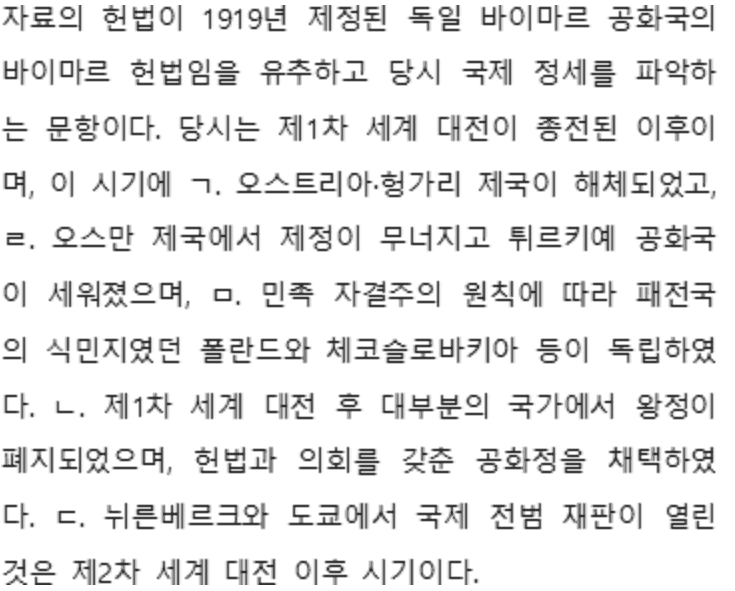 자료의 헌법이 1919년 제정된 독일 바이마르 공화국의
바이마르 헌법임을 유추하고 당시 국제 정세를 파악하
는 문항이다. 당시는 제1차 세계 대전이 종전된 이후이
며, 이 시기에 ㄱ. 오스트리아·헝가리 제국이 해체되었고,
ㄹ. 오스만 제국에서 제정이 무너지고 튀르키예 공화국
이 세워졌으며, ㅁ. 민족 자결주의 원칙에 따라 패전국
의 식민지였던 폴란드와 체코슬로바키아 등이 독립하였
다. ㄴ. 제1차 세계 대전 후 대부분의 국가에서 왕정이
폐지되었으며, 헌법과 의회를 갖춘 공화정을 채택하였
다. ㄷ. 뉘른베르크와 도쿄에서 국제 전범 재판이 열린
것은 제2차 세계 대전 이후 시기이다.